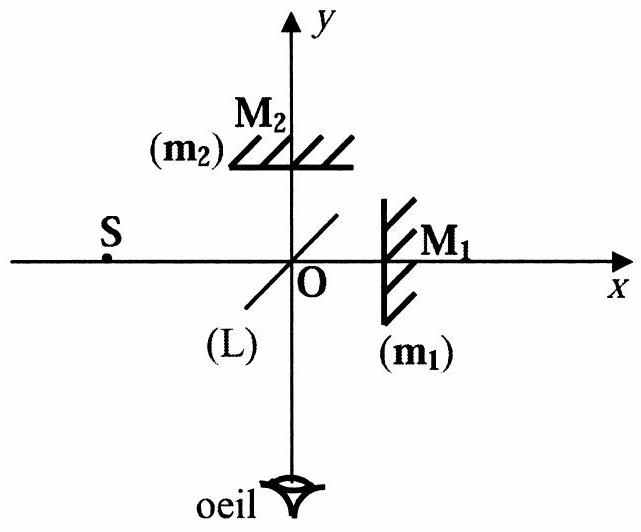 y
M₂
(m₂)
S
M₁
O
x
(L)
(m₁)
oeil